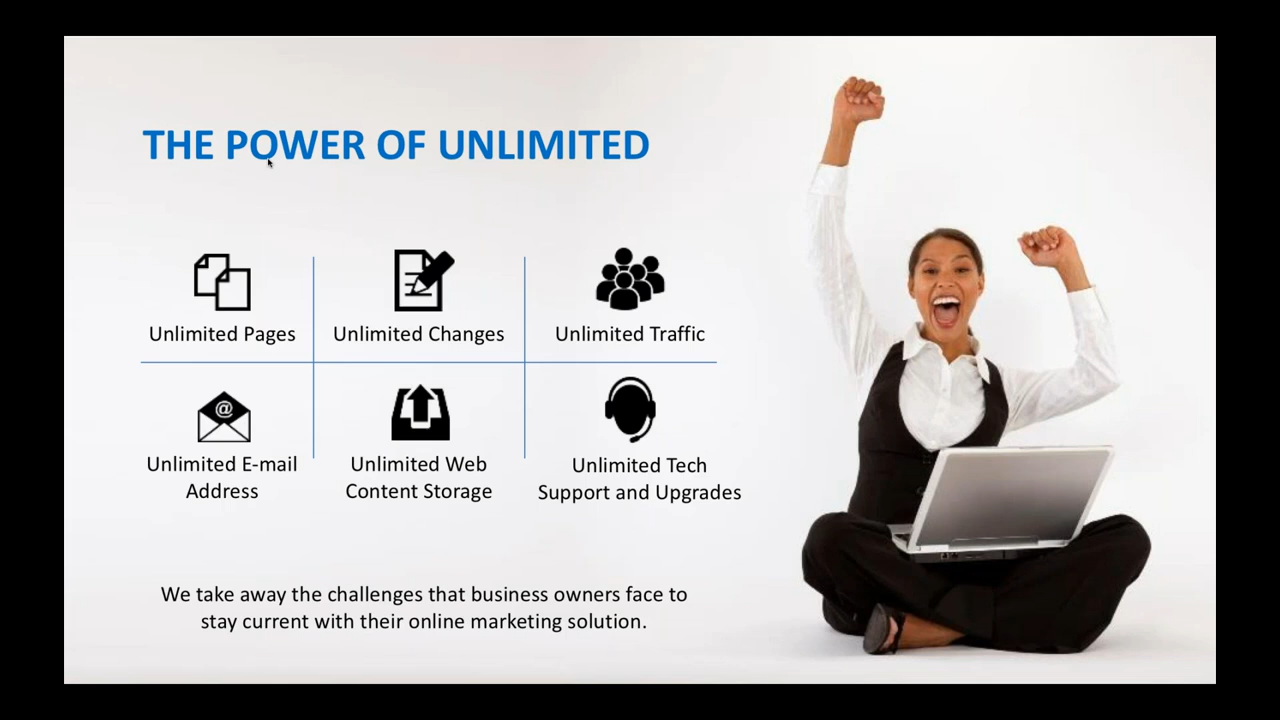 THE POWER OF UNLIMITED
Unlimited Pages
Unlimited Changes
Unlimited Traffic
Unlimited E-mail
Address
Unlimited Web
Content Storage
Unlimited Tech
Support and Upgrades
We take away the challenges that business owners face to
stay current with their online marketing solution.